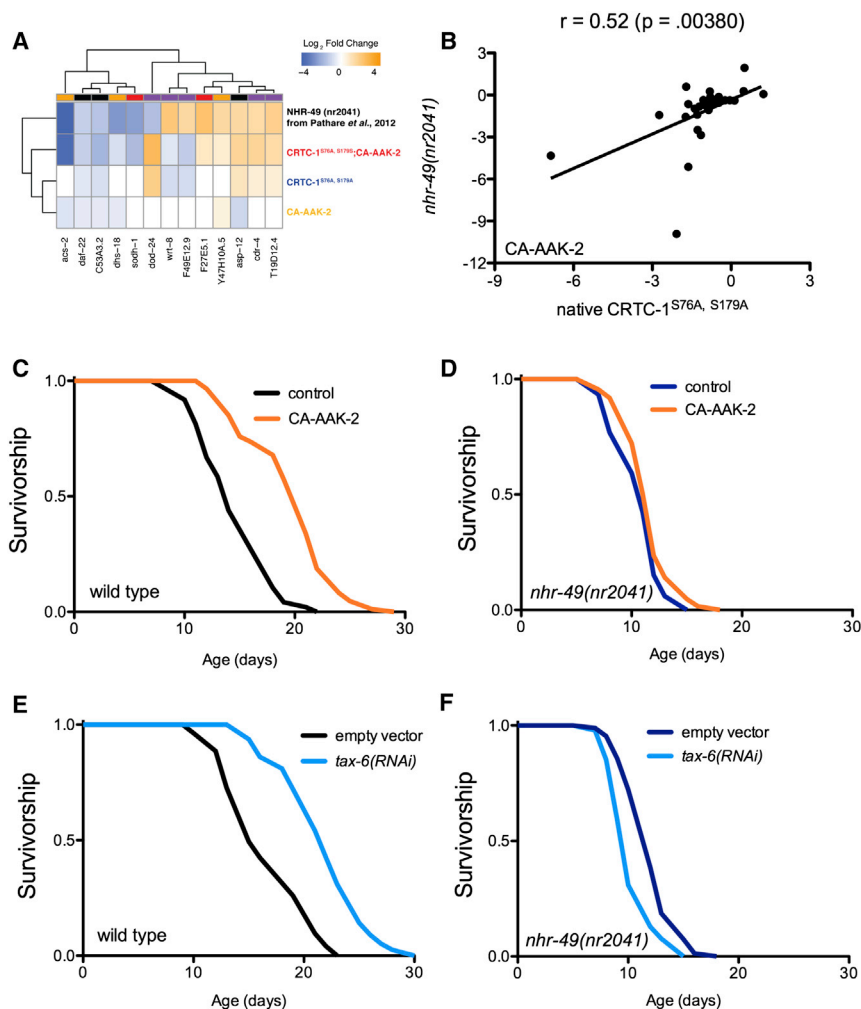 A
Log2 Fold Change
−4 0 4
NHR-49 (nr2041)
from Pathare et al., 2012
CRTC-1S76A, S179S;CA-AAK-2
CRTC-1S76A, S179A
CA-AAK-2
acs-2
daf-22
C53A3.2
dhs-18
sodh-1
dod-24
wrt-8
F49E12.9
F27E5.1
Y47H10A.5
asp-12
cdr-4
T19D12.4
B
r = 0.52 (p = .00380)
nhr-49(nr2041)
3
0
-3
-6
-9
-12
CA-AAK-2
-9 -6 -3 0 3
native CRTC-1S76A, S179A
C
Survivorship
1.0
0.5
0.0
control
CA-AAK-2
wild type
0 10 20 30
Age (days)
D
Survivorship
1.0
0.5
0.0
control
CA-AAK-2
nhr-49(nr2041)
0 10 20 30
Age (days)
E
Survivorship
1.0
0.5
0.0
empty vector
tax-6(RNAi)
wild type
0 10 20 30
Age (days)
F
Survivorship
1.0
0.5
0.0
empty vector
tax-6(RNAi)
nhr-49(nr2041)
0 10 20 30
Age (days)